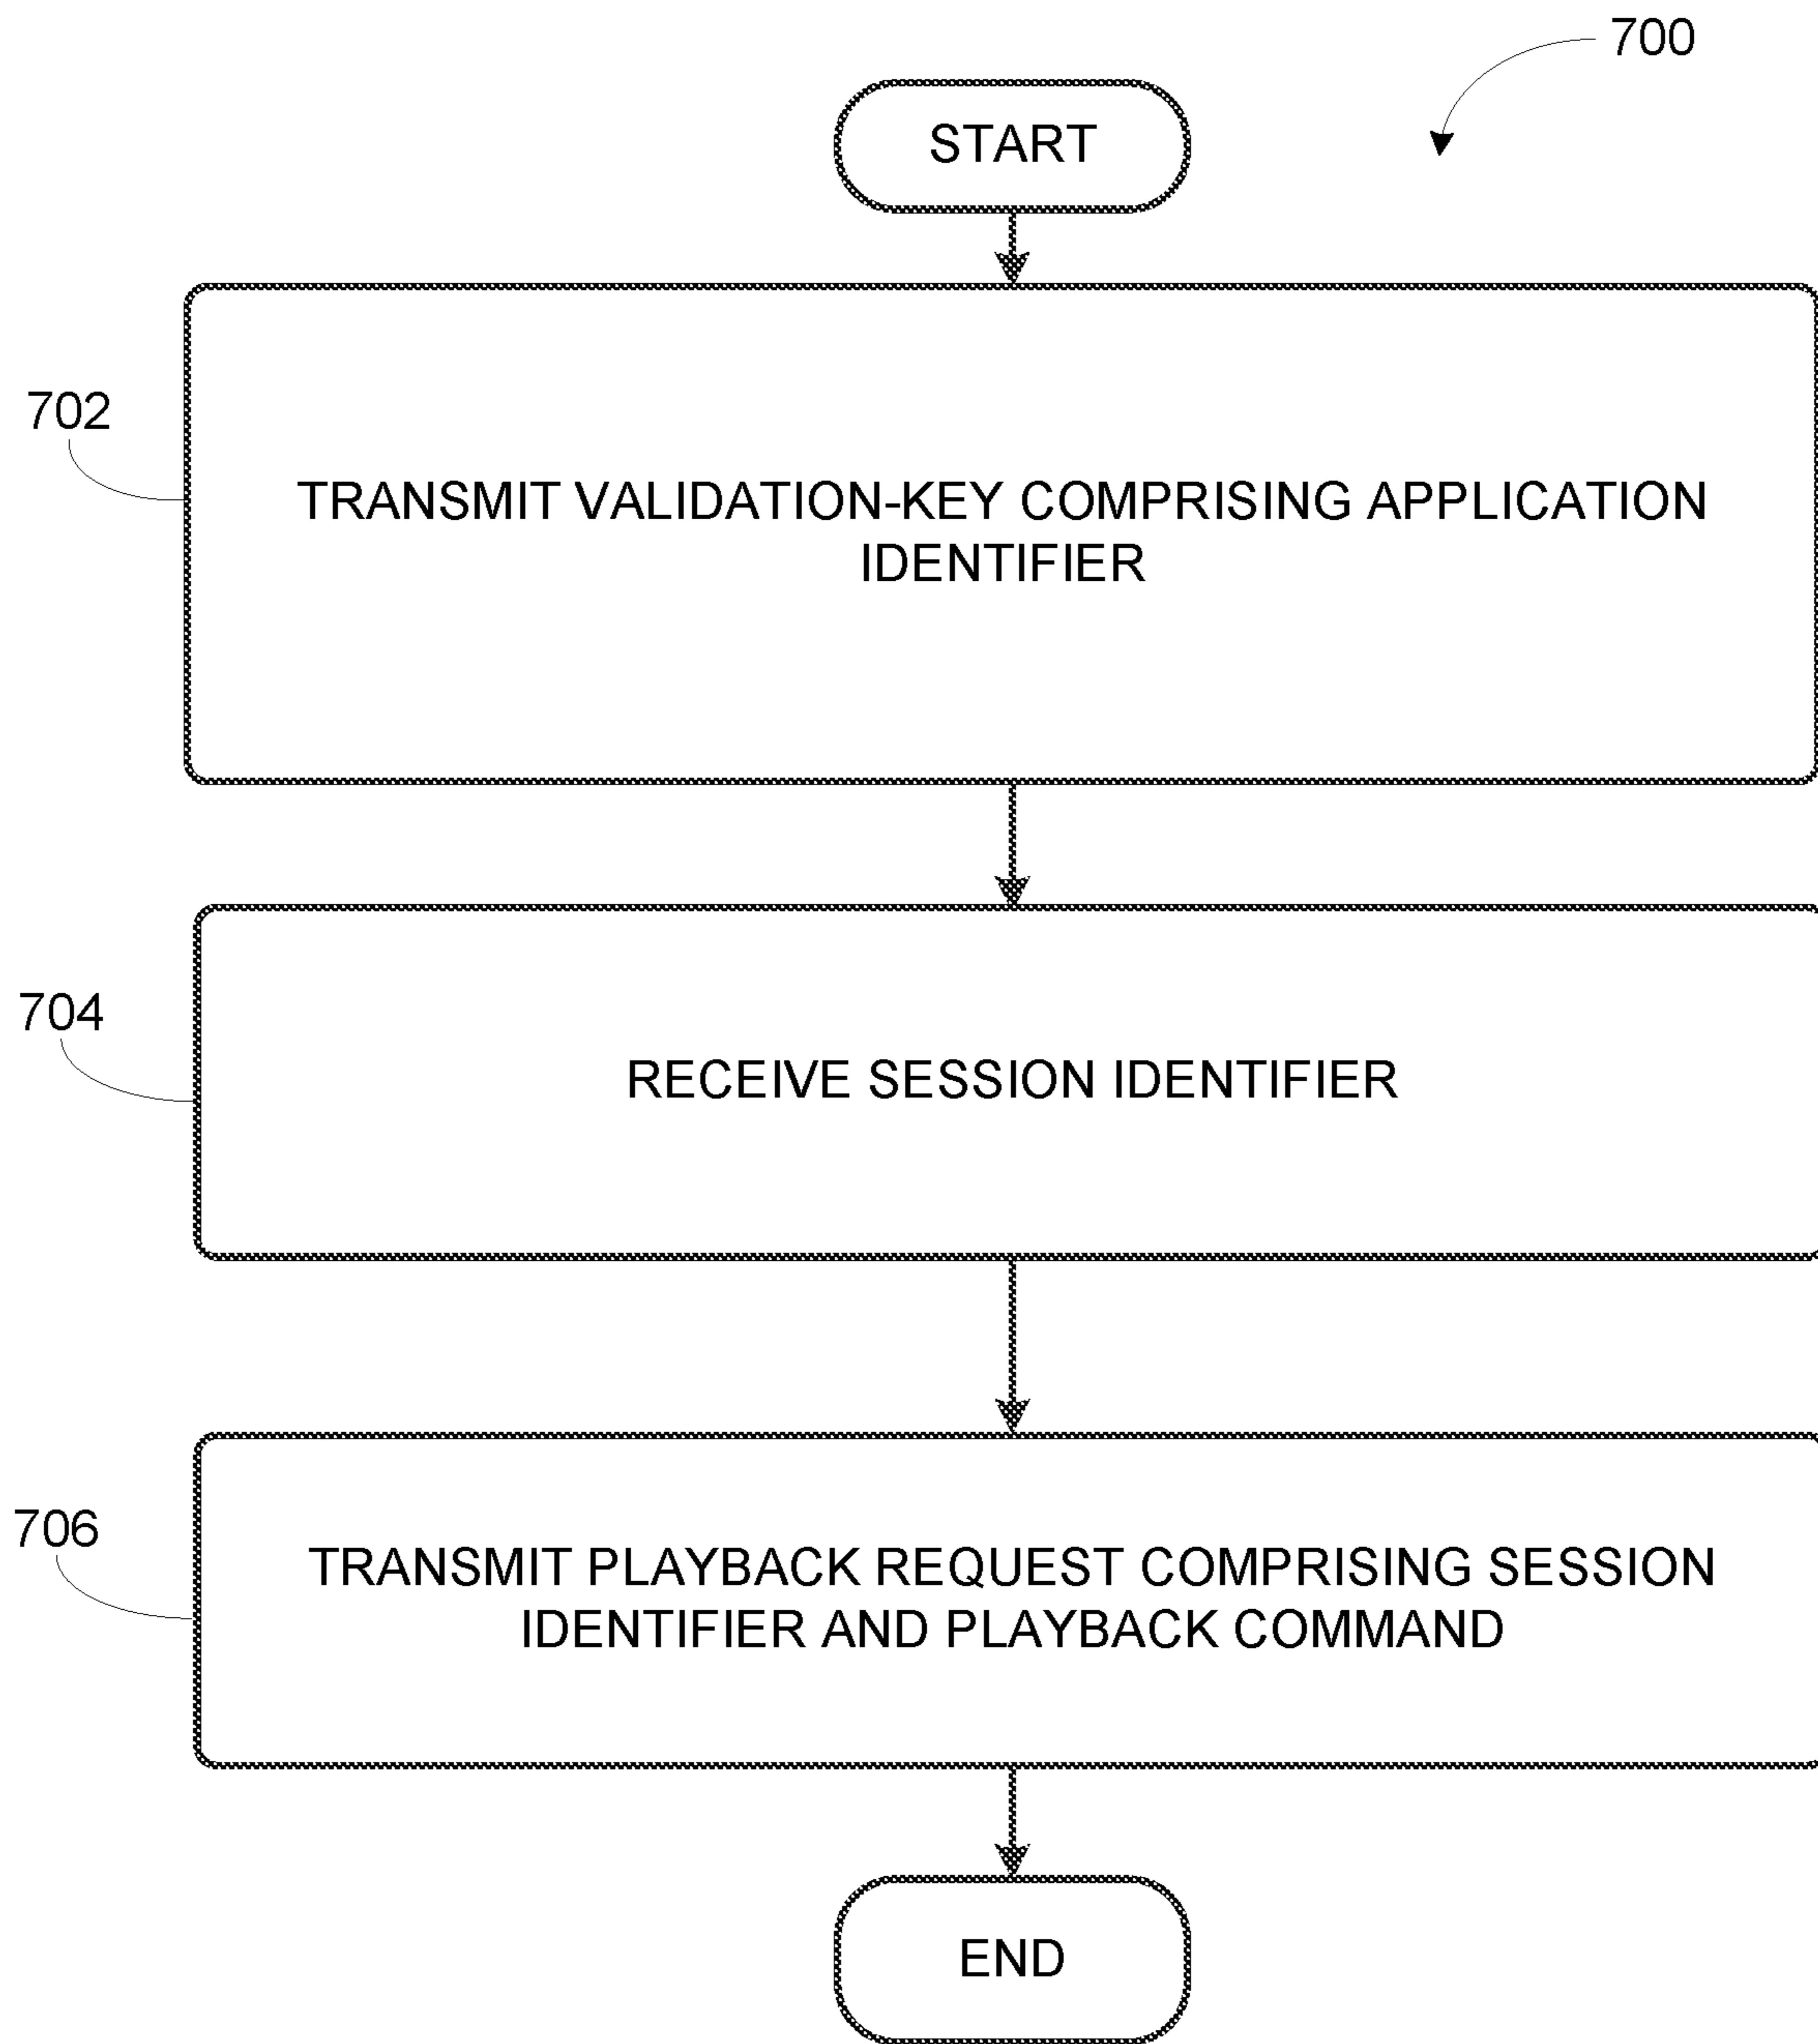 700
START
702
TRANSMIT VALIDATION-KEY COMPRISING APPLICATION
IDENTIFIER
704
RECEIVE SESSION IDENTIFIER
706
TRANSMIT PLAYBACK REQUEST COMPRISING SESSION
IDENTIFIER AND PLAYBACK COMMAND
END